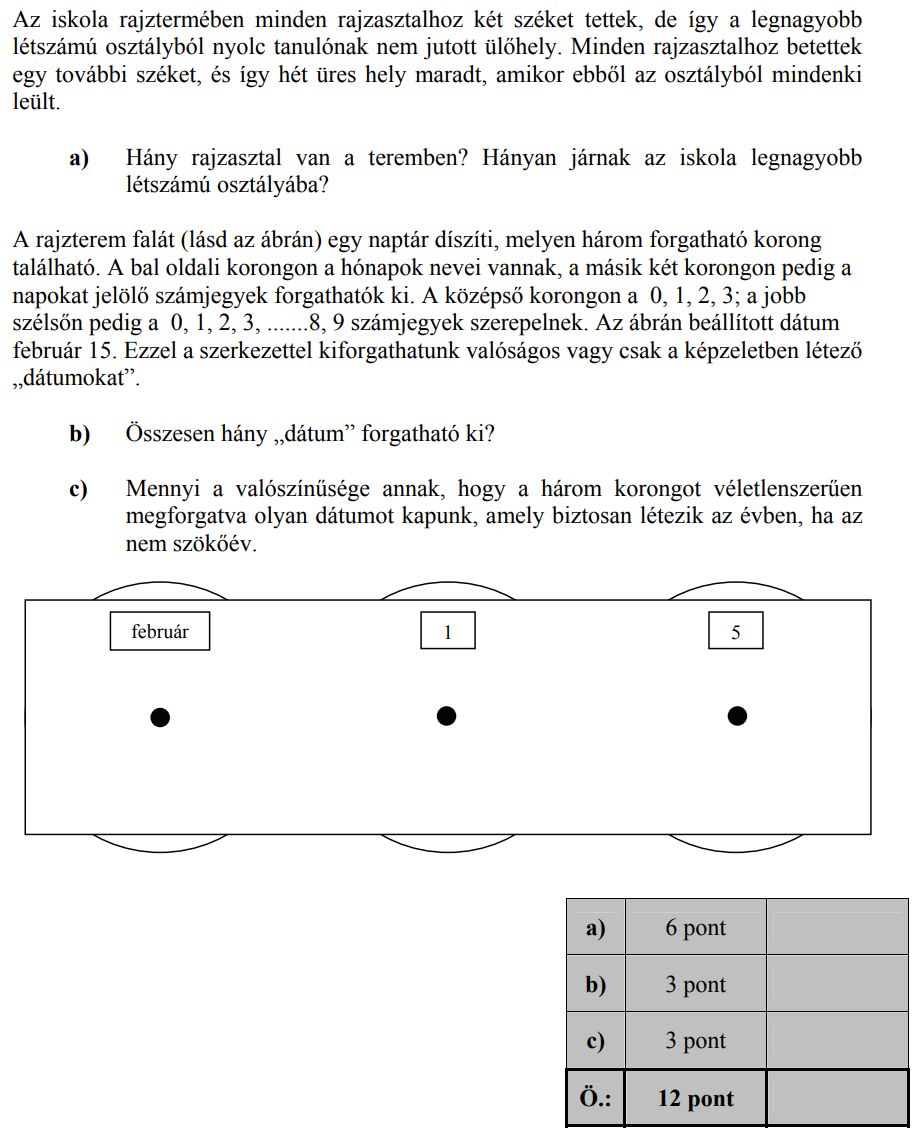 Az iskola rajztermében minden rajzasztalhoz két széket tettek, de így a legnagyobb
létszámú osztályból nyolc tanulónak nem jutott ülőhely. Minden rajzasztalhoz betettek
egy további széket, és így hét üres hely maradt, amikor ebből az osztályból mindenki
leült.
a) Hány rajzasztal van a teremben? Hányan járnak az iskola legnagyobb
létszámú osztályába?
A rajzterem falát (lásd az ábrán) egy naptár díszíti, melyen három forgatható korong
található. A bal oldali korongon a hónapok nevei vannak, a másik két korongon pedig a
napokat jelölő számjegyek forgathatók ki. A középső korongon a 0, 1, 2, 3; a jobb
szélsőn pedig a 0, 1, 2, 3, .......8, 9 számjegyek szerepelnek. Az ábrán beállított dátum
február 15. Ezzel a szerkezettel kiforgathatunk valóságos vagy csak a képzeletben létező
„dátumokat”.
b) Összesen hány „dátum” forgatható ki?
c) Mennyi a valószínűsége annak, hogy a három korongot véletlenszerűen
megforgatva olyan dátumot kapunk, amely biztosan létezik az évben, ha az
nem szökőév.
február 1 5
a) 6 pont
b) 3 pont
c) 3 pont
Ö.: 12 pont